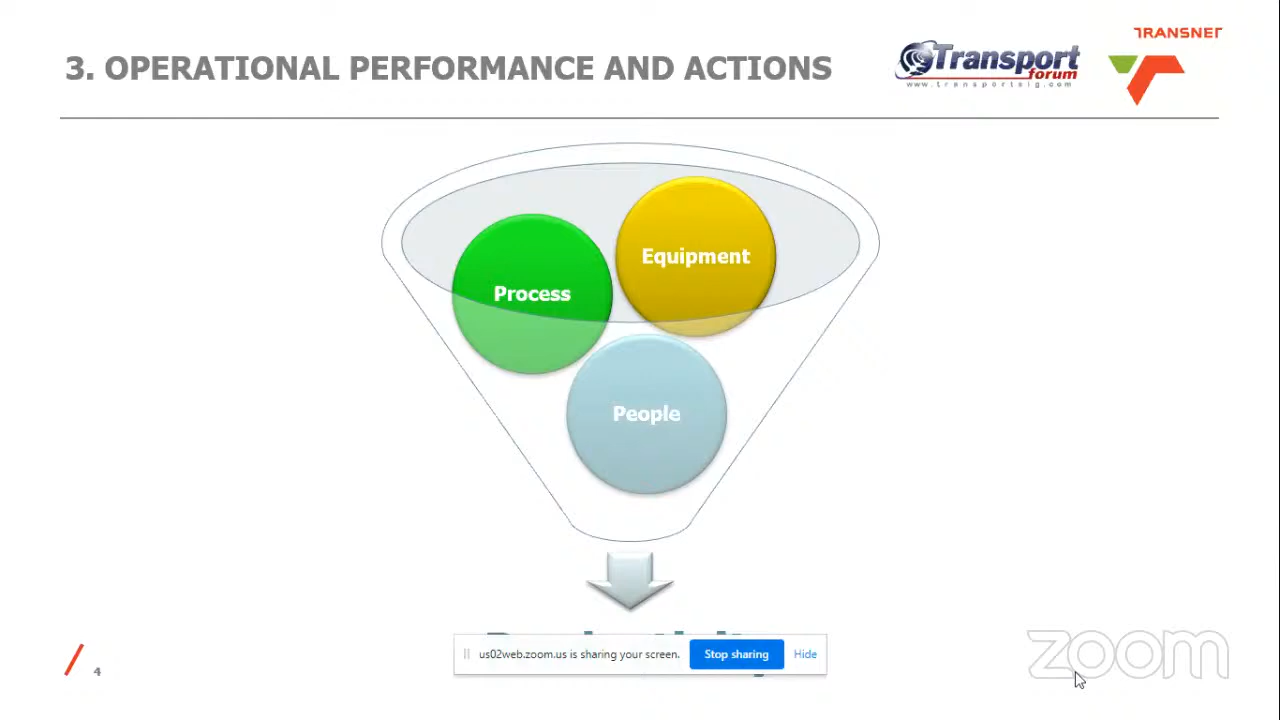 3. OPERATIONAL PERFORMANCE AND ACTIONS
Transport
forum
www.transportsig.com
TRANSNET
Equipment
Process
People
us02web.zoom.us is sharing your screen. Stop sharing Hide
4
zoom